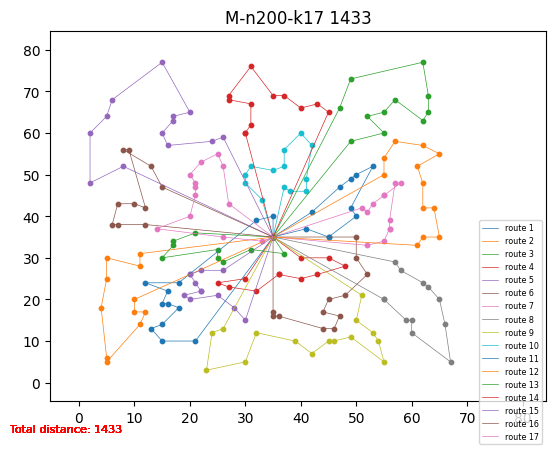 M-n200-k17 1433
80
70
60
50
40
30
20
10
0
route 1
route 2
route 3
route 4
route 5
route 6
route 7
route 8
route 9
route 10
route 11
route 12
route 13
route 14
route 15
route 16
route 17
0 10 20 30 40 50 60 70 80
Total distance: 1433